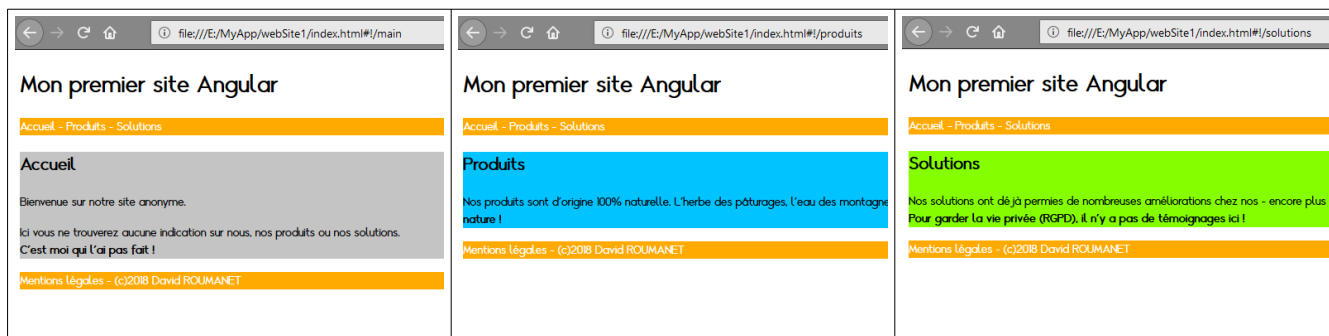 file:///E:/MyApp/webSite1/index.html#!/main
Mon premier site Angular
Accueil - Produits - Solutions
Accueil
Bienvenue sur notre site anonyme.
Ici vous ne trouverez aucune indication sur nous, nos produits ou nos solutions.
C'est moi qui l'ai pas fait !
Mentions légales - (c)2018 David ROUMANET
file:///E:/MyApp/webSite1/index.html#!/produits
Mon premier site Angular
Accueil - Produits - Solutions
Produits
Nos produits sont d'origine 100% naturelle. L'herbe des pâturages, l'eau des montagne
nature !
Mentions légales - (c)2018 David ROUMANET
file:///E:/MyApp/webSite1/index.html#!/solutions
Mon premier site Angular
Accueil - Produits - Solutions
Solutions
Nos solutions ont déjà permies de nombreuses améliorations chez nos - encore plus
Pour garder la vie privée (RGPD), il n'y a pas de témoignages ici !
Mentions légales - (c)2018 David ROUMANET